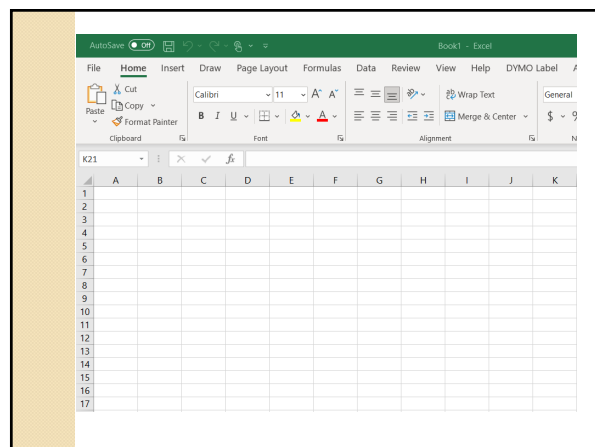 AutoSave Off Book1 - Excel
File Home Insert Draw Page Layout Formulas Data Review View Help DYMO Label
Cut
Copy
Paste
Format Painter
Calibri 11 A^ Aˇ
B I U A
Wrap Text
Merge & Center
General
$ %
Clipboard Font Alignment N
K21 fx
A B C D E F G H I J K
1
2
3
4
5
6
7
8
9
10
11
12
13
14
15
16
17